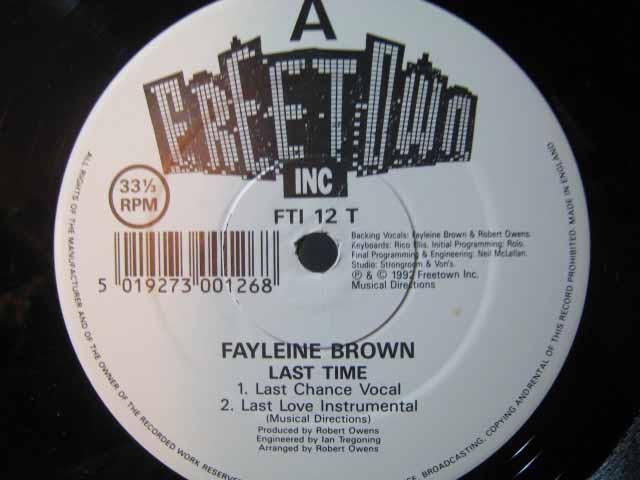 A
FREETOWN
INC
33⅓
RPM
FTI 12 T
Backing Vocals: Fayleine Brown & Robert Owens.
Keyboards: Rico Ellis. Initial Programming: Rolo.
Final Programming & Engineering: Neil McLallan.
Studio: Strongroom & Von's.
℗ & © 1992 Freetown Inc.
Musical Directions
5 019273 001268
FAYLEINE BROWN
LAST TIME
1. Last Chance Vocal
2. Last Love Instrumental
(Musical Directions)
Produced by Robert Owens
Engineered by Ian Tregoning
Arranged by Robert Owens
ALL RIGHTS OF THE MANUFACTURER AND OF THE OWNER OF THE RECORDED WORK RESERVED
BROADCASTING, COPYING AND RENTAL OF THIS RECORD PROHIBITED. MADE IN ENGLAND